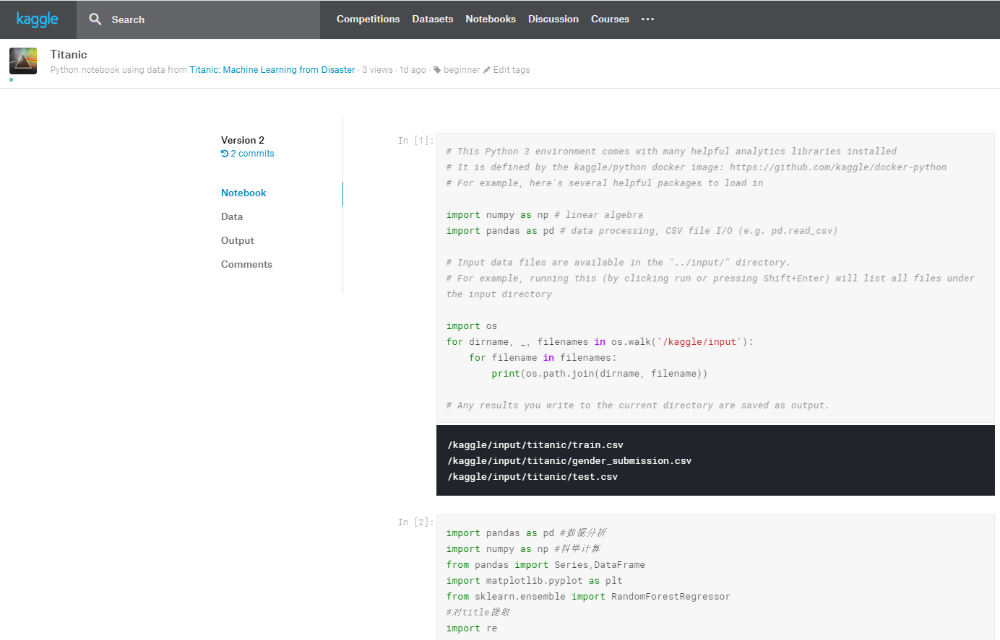 kaggle Search Competitions Datasets Notebooks Discussion Courses
Titanic
Python notebook using data from Titanic: Machine Learning from Disaster · 3 views · 1d ago · beginner Edit tags
Version 2
2 commits
Notebook
Data
Output
Comments
In [1]:
# This Python 3 environment comes with many helpful analytics libraries installed
# It is defined by the kaggle/python docker image: https://github.com/kaggle/docker-python
# For example, here's several helpful packages to load in
import numpy as np # linear algebra
import pandas as pd # data processing, CSV file I/O (e.g. pd.read_csv)
# Input data files are available in the "../input/" directory.
# For example, running this (by clicking run or pressing Shift+Enter) will list all files under
the input directory
import os
for dirname, _, filenames in os.walk('/kaggle/input'):
    for filename in filenames:
        print(os.path.join(dirname, filename))
# Any results you write to the current directory are saved as output.
/kaggle/input/titanic/train.csv
/kaggle/input/titanic/gender_submission.csv
/kaggle/input/titanic/test.csv
In [2]:
import pandas as pd #数据分析
import numpy as np #科学计算
from pandas import Series,DataFrame
import matplotlib.pyplot as plt
from sklearn.ensemble import RandomForestRegressor
#对title提取
import re